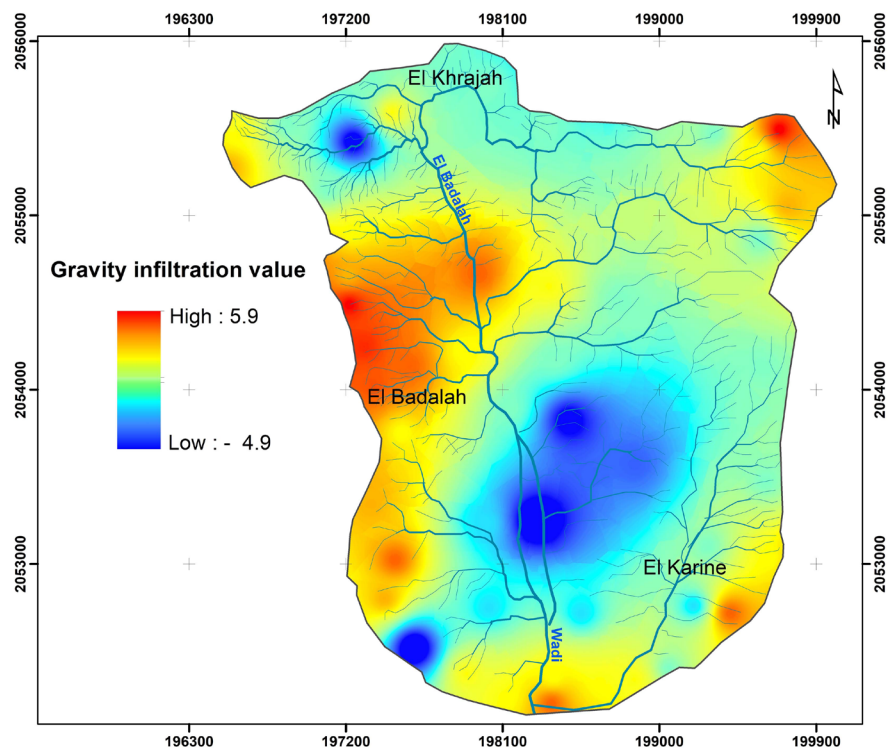 196300 197200 198100 199000 199900
2056000 2056000
El Khrajah
N
El Badalah
2055000 2055000
Gravity infiltration value
High : 5.9
2054000 2054000
El Badalah
Low : - 4.9
2053000 2053000
El Karine
Wadi
196300 197200 198100 199000 199900